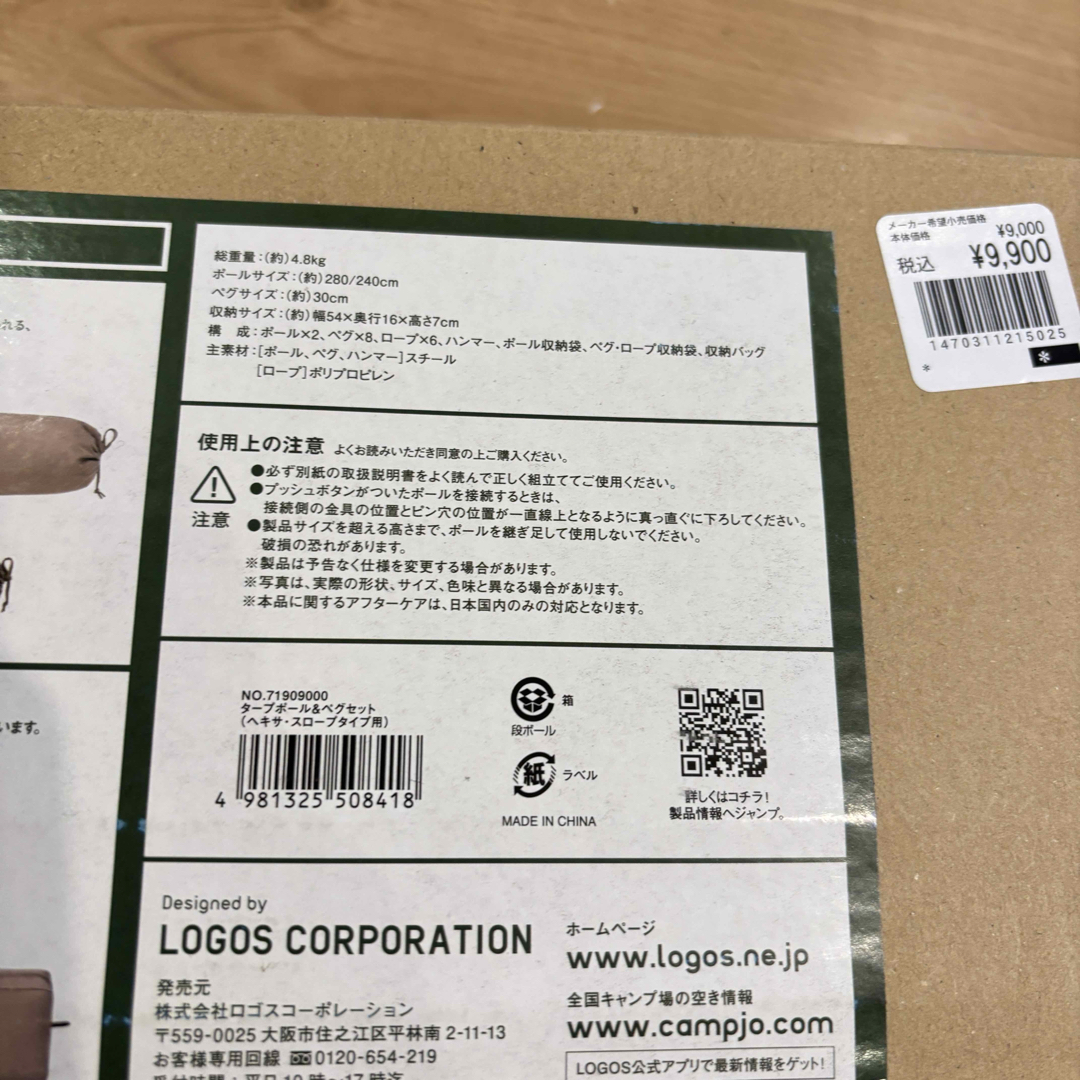 メーカー希望小売価格
本体価格 ¥9,000
税込 ¥9,900
1470311215025
*
*
れる、
総重量:(約)4.8kg
ポールサイズ:(約)280/240cm
ペグサイズ:(約)30cm
収納サイズ:(約)幅54×奥行16×高さ7cm
構 成:ポール×2、ペグ×8、ロープ×6、ハンマー、ポール収納袋、ペグ・ロープ収納袋、収納バッグ
主素材:[ポール、ペグ、ハンマー]スチール
[ロープ]ポリプロピレン
使用上の注意 よくお読みいただき同意の上ご購入ください。
注意
●必ず別紙の取扱説明書をよく読んで正しく組立ててご使用ください。
●プッシュボタンがついたポールを接続するときは、
接続側の金具の位置とピン穴の位置が一直線上となるように真っ直ぐに下ろしてください。
●製品サイズを超える高さまで、ポールを継ぎ足して使用しないでください。
破損の恐れがあります。
※製品は予告なく仕様を変更する場合があります。
※写真は、実際の形状、サイズ、色味と異なる場合があります。
※本品に関するアフターケアは、日本国内のみの対応となります。
います。
NO.71909000
タープポール&ペグセット
(ヘキサ・スロープタイプ用)
4 981325 508418
箱
段ボール
紙 ラベル
MADE IN CHINA
詳しくはコチラ!
製品情報へジャンプ。
Designed by
LOGOS CORPORATION
発売元
株式会社ロゴスコーポレーション
〒559-0025 大阪市住之江区平林南 2-11-13
お客様専用回線 0120-654-219
受付時間:平日10時~17時迄
ホームページ
www.logos.ne.jp
全国キャンプ場の空き情報
www.campjo.com
LOGOS公式アプリで最新情報をゲット!